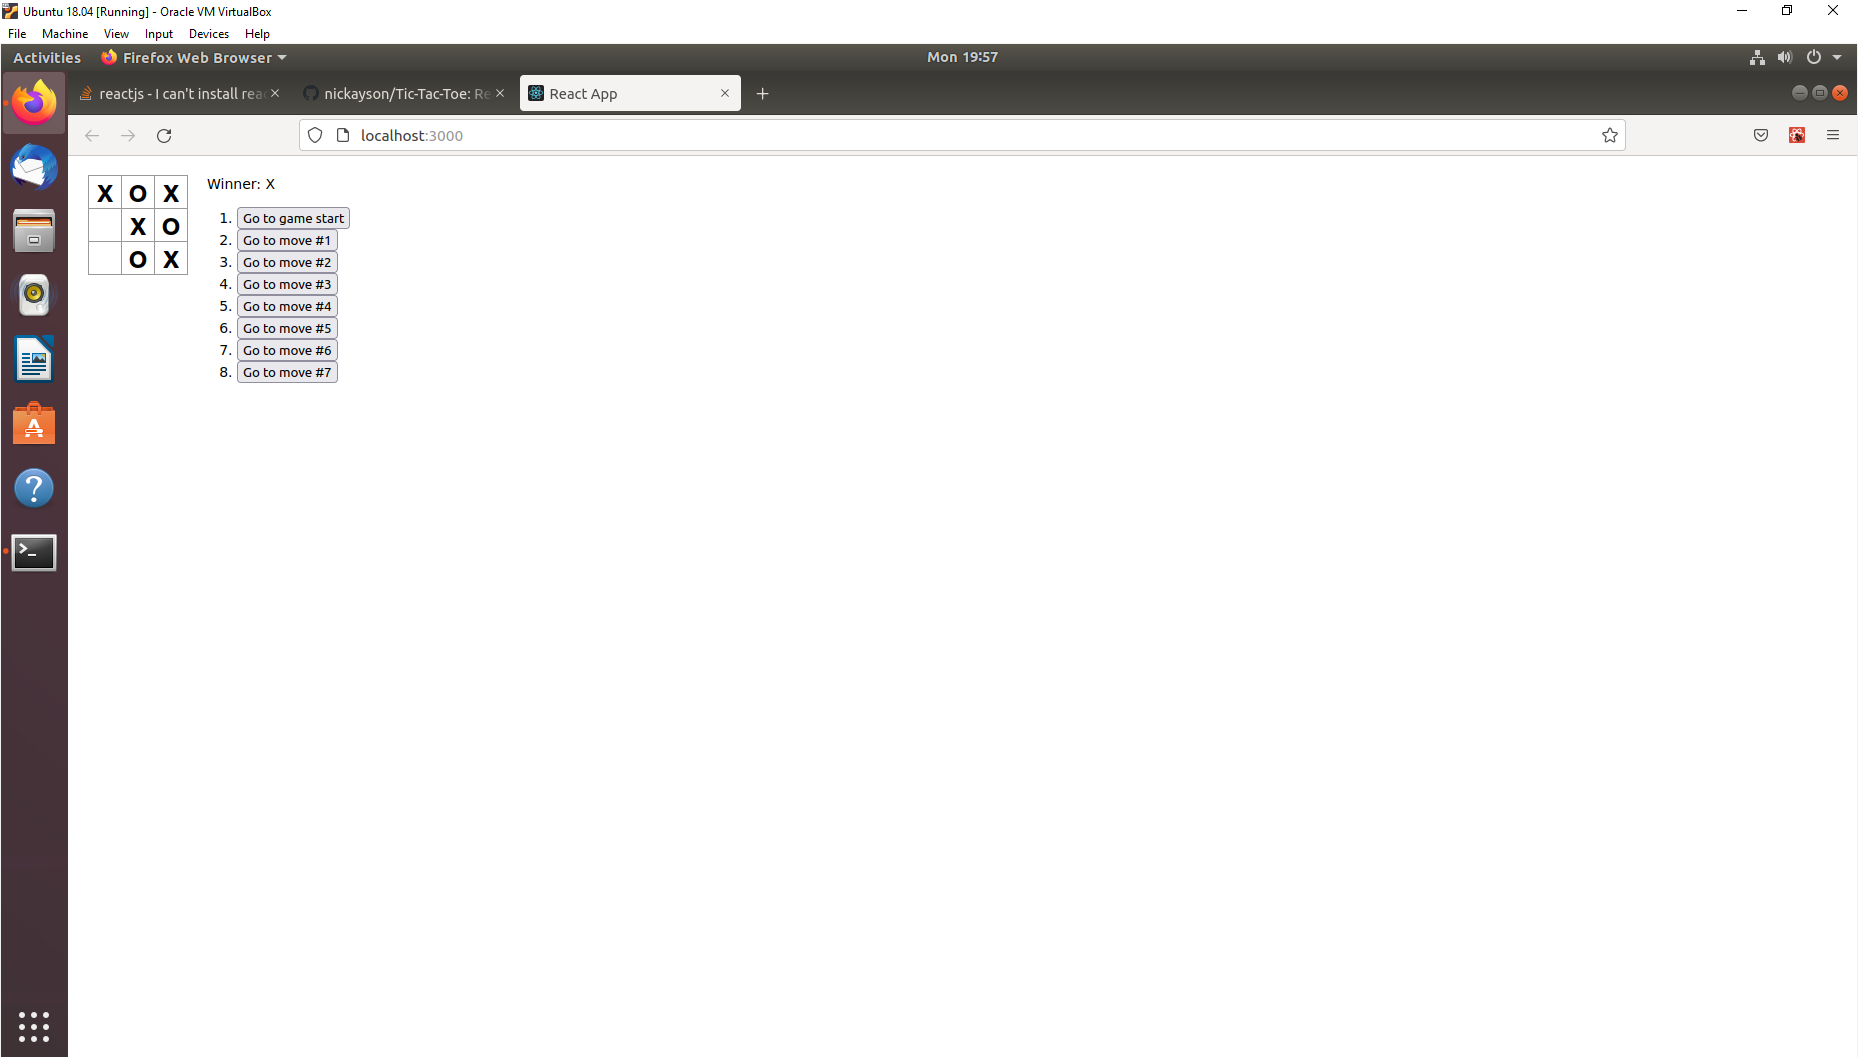 Ubuntu 18.04 [Running] - Oracle VM VirtualBox
File Machine View Input Devices Help
Activities Firefox Web Browser Mon 19:57
reactjs - I can't install reac nickayson/Tic-Tac-Toe: Re React App
localhost:3000
X O X
X O
O X
Winner: X
1. Go to game start
2. Go to move #1
3. Go to move #2
4. Go to move #3
5. Go to move #4
6. Go to move #5
7. Go to move #6
8. Go to move #7